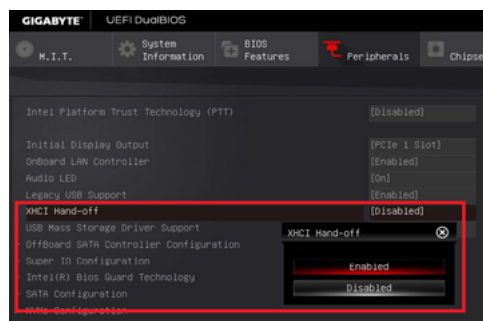 GIGABYTE™ UEFI DualBIOS
M.I.T.
System Information
BIOS Features
Peripherals
Chipse
Intel Platform Trust Technology (PTT) [Disabled]
Initial Display Output [PCIe 1 Slot]
OnBoard LAN Controller [Enabled]
Audio LED [On]
Legacy USB Support [Enabled]
XHCI Hand-off [Disabled]
USB Mass Storage Driver Support
OffBoard SATA Controller Configuration
Super IO Configuration
Intel(R) Bios Guard Technology
SATA Configuration
NVMe Configuration
XHCI Hand-off
Enabled
Disabled